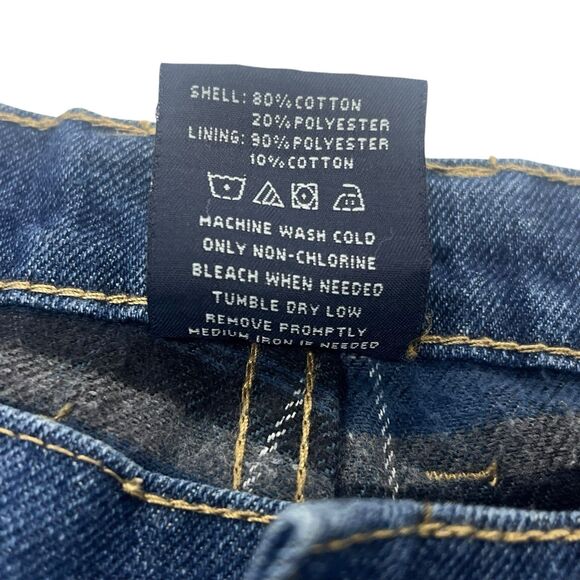 SHELL: 80% COTTON
20% POLYESTER
LINING: 90% POLYESTER
10% COTTON
MACHINE WASH COLD
ONLY NON-CHLORINE
BLEACH WHEN NEEDED
TUMBLE DRY LOW
REMOVE PROMPTLY
MEDIUM IRON IF NEEDED